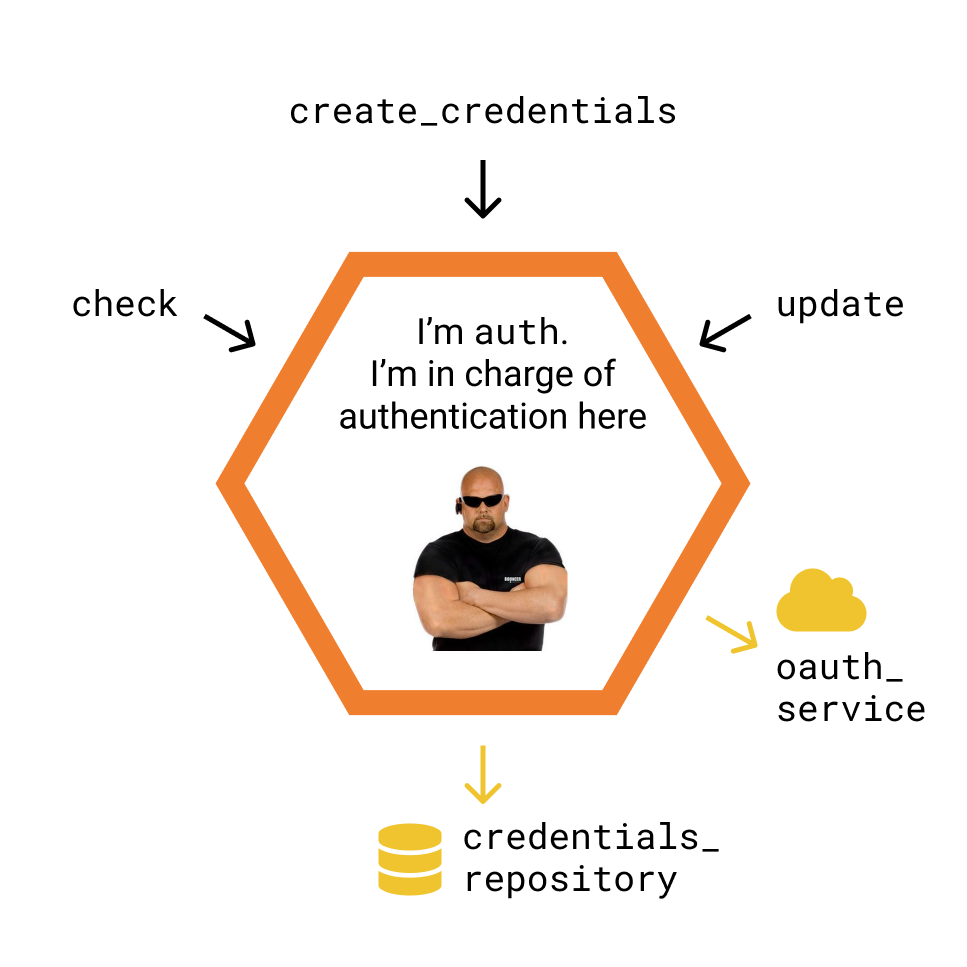 create_credentials
check
update
I’m auth.
I’m in charge of
authentication here
BOUNCER
oauth_
service
credentials_
repository